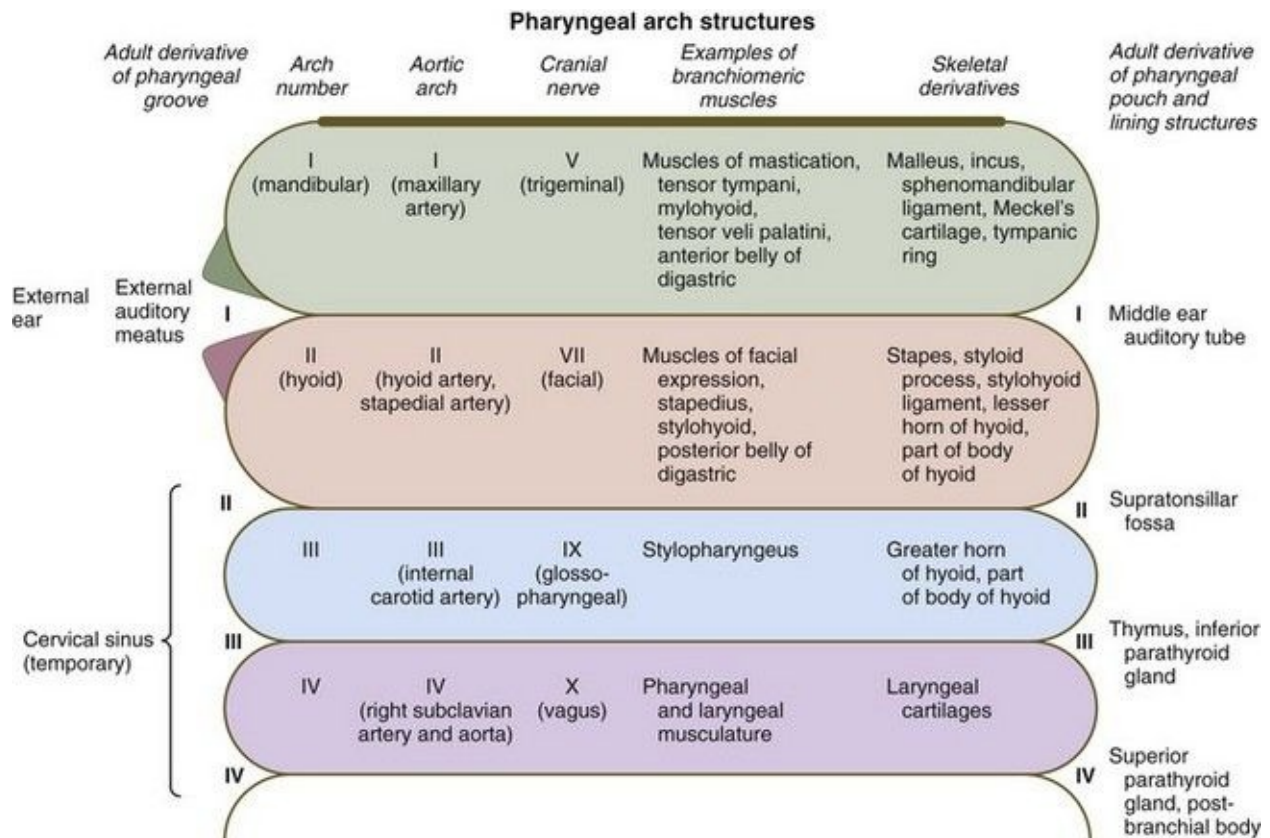 Pharyngeal arch structures
Adult derivative
of pharyngeal
groove
Arch
number
Aortic
arch
Cranial
nerve
Examples of
branchiomeric
muscles
Skeletal
derivatives
Adult derivative
of pharyngeal
pouch and
lining structures
I
(mandibular)
I
(maxillary
artery)
V
(trigeminal)
Muscles of mastication,
tensor tympani,
mylohyoid,
tensor veli palatini,
anterior belly of
digastric
Malleus, incus,
sphenomandibular
ligament, Meckel's
cartilage, tympanic
ring
External
ear
External
auditory
meatus
I
I
Middle ear
auditory tube
II
(hyoid)
II
(hyoid artery,
stapedial artery)
VII
(facial)
Muscles of facial
expression,
stapedius,
stylohyoid,
posterior belly of
digastric
Stapes, styloid
process, stylohyoid
ligament, lesser
horn of hyoid,
part of body
of hyoid
II
II
Supratonsillar
fossa
III
III
(internal
carotid artery)
IX
(glosso-
pharyngeal)
Stylopharyngeus
Greater horn
of hyoid, part
of body of hyoid
Cervical sinus
(temporary)
III
III
Thymus, inferior
parathyroid
gland
IV
IV
(right subclavian
artery and aorta)
X
(vagus)
Pharyngeal
and laryngeal
musculature
Laryngeal
cartilages
IV
IV
Superior
parathyroid
gland, post-
branchial body